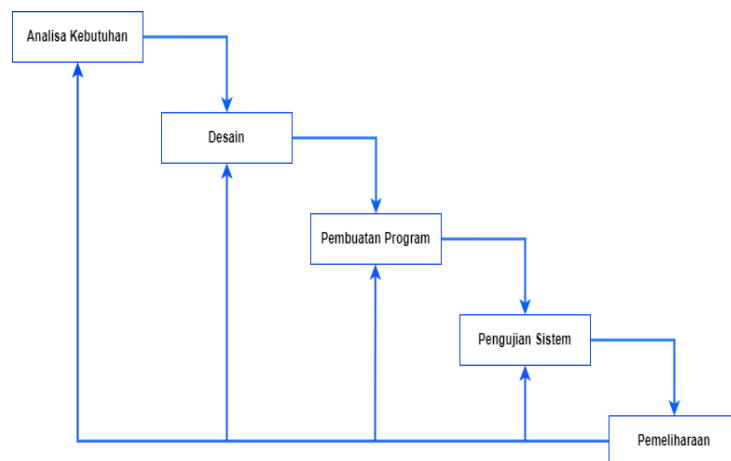 Analisa Kebutuhan
Desain
Pembuatan Program
Pengujian Sistem
Pemeliharaan